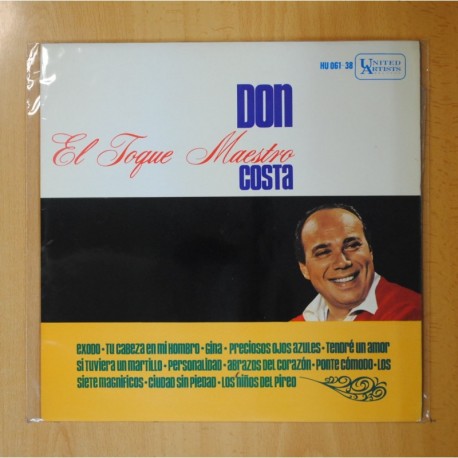 HU 061-38
UNITED ARTISTS
DON
El Toque Maestro
COSTA
EXODO - TU CABEZA EN MI HOMBRO - GINA - PRECIOSOS OJOS AZULES - TENDRÉ UN AMOR
SI TUVIERA UN MARTILLO - PERSONALIDAD - ABRAZOS DEL CORAZÓN - PONTE CÓMODO - LOS
SIETE MAGNIFICOS - CIUDAD SIN PIEDAD - LOS NIÑOS DEL PIREO